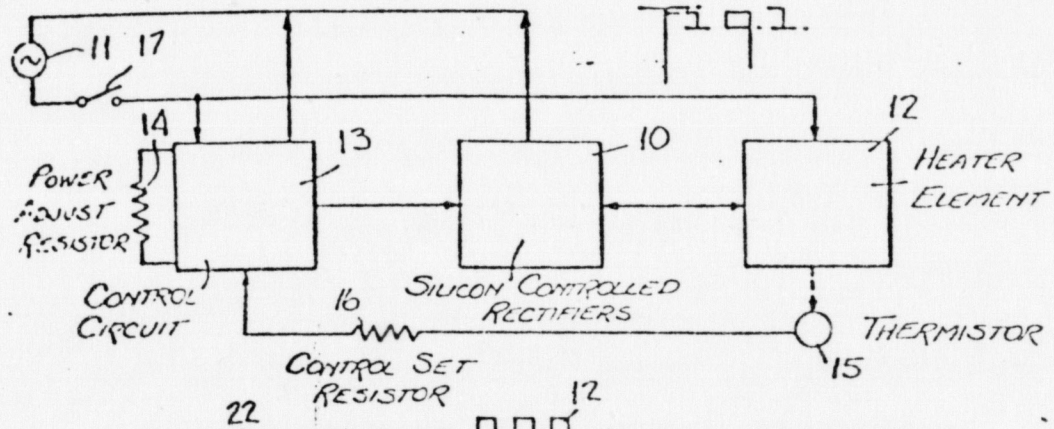 Fig.1.
11
17
14
13
10
12
POWER
ADJUST
RESISTOR
HEATER
ELEMENT
CONTROL
CIRCUIT
SILICON CONTROLLED
RECTIFIERS
16
THERMISTOR
15
CONTROL SET
RESISTOR
22
12